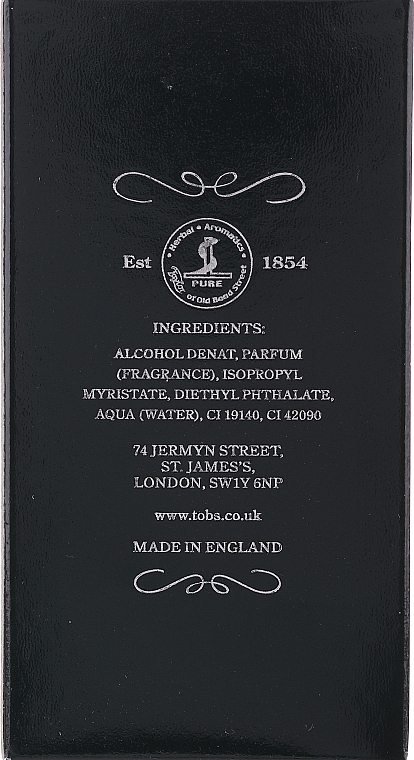 Herbal • Aromatics
Est
PURE
1854
Taylor of Old Bond Street
INGREDIENTS:
ALCOHOL DENAT, PARFUM
(FRAGRANCE), ISOPROPYL
MYRISTATE, DIETHYL PHTHALATE,
AQUA (WATER), CI 19140, CI 42090
74 JERMYN STREET,
ST. JAMES'S,
LONDON, SW1Y 6NP
www.tobs.co.uk
MADE IN ENGLAND